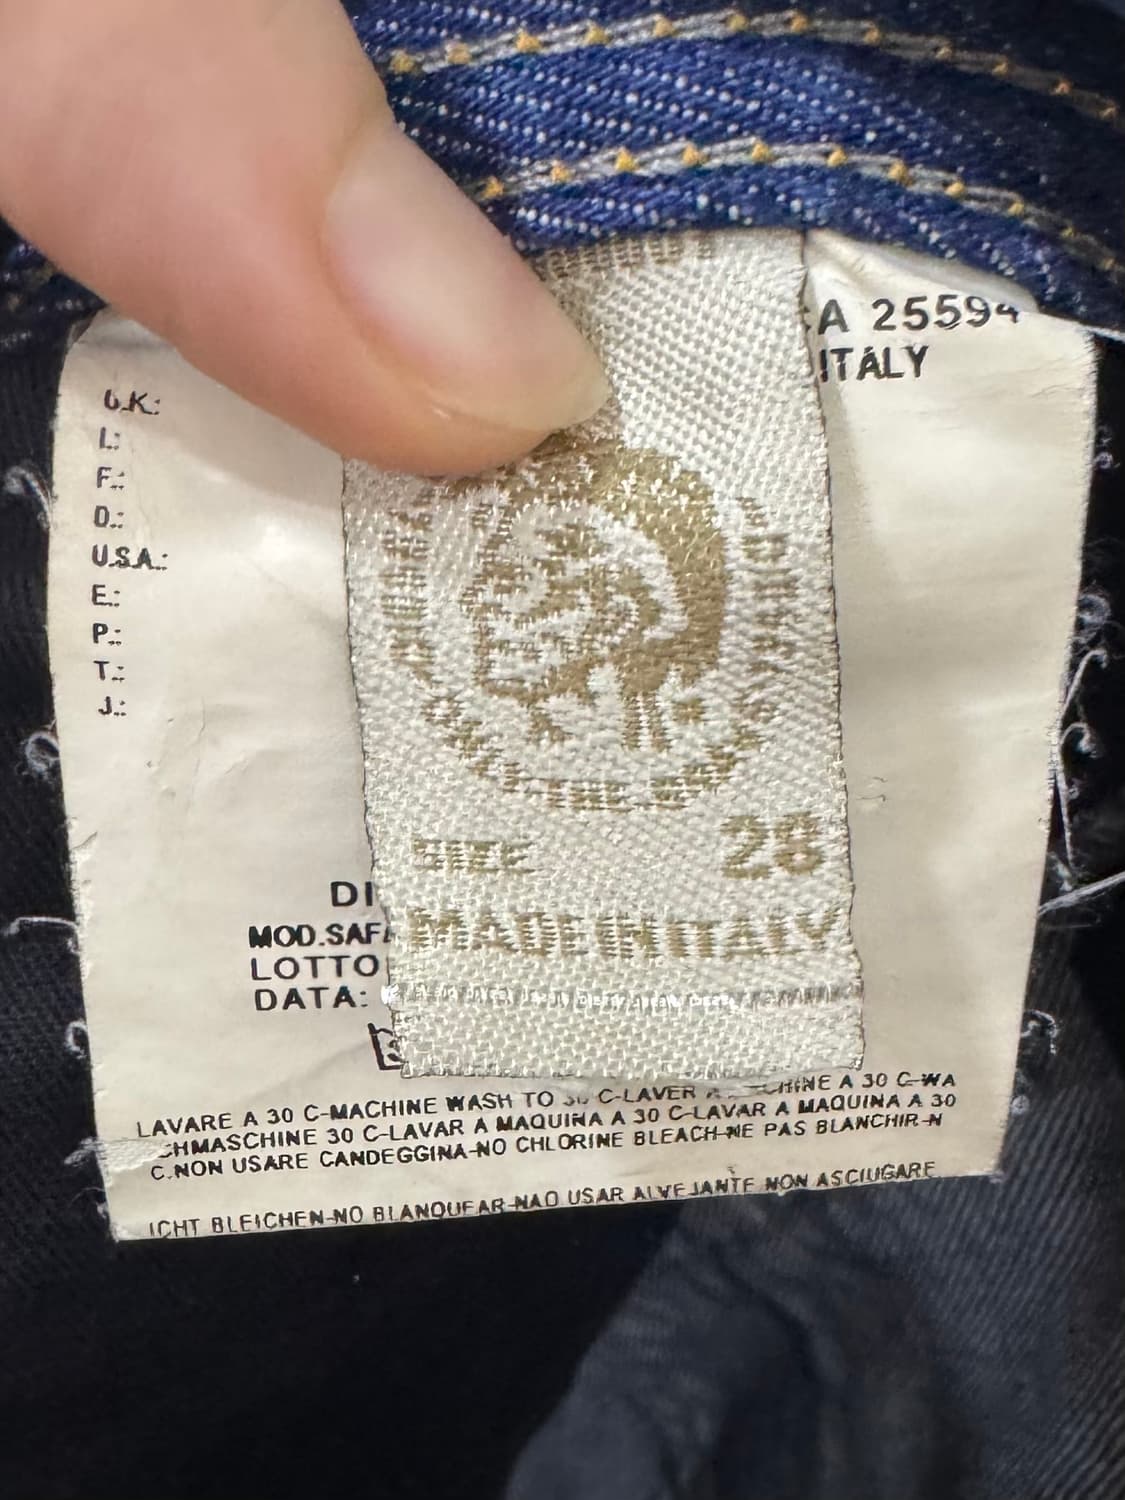 A 25594
ITALY
U.K.:
L:
F.:
D.:
U.S.A.:
E.:
P.:
T.:
J.:
SIZE 28
MADE IN ITALY
DI
MOD.SAF
LOTTO
DATA:
LAVARE A 30 C-MACHINE WASH TO 30 C-LAVER A A 30 C-WA
CHMASCHINE 30 C-LAVAR A MAQUINA A 30 C-LAVAR A MAQUINA A 30
C.NON USARE CANDEGGINA-NO CHLORINE BLEACH-NE PAS BLANCHIR-N
ICHT BLEICHEN-NO BLANQUEAR-NAO USAR ALVEJANTE NON ASCIUGARE